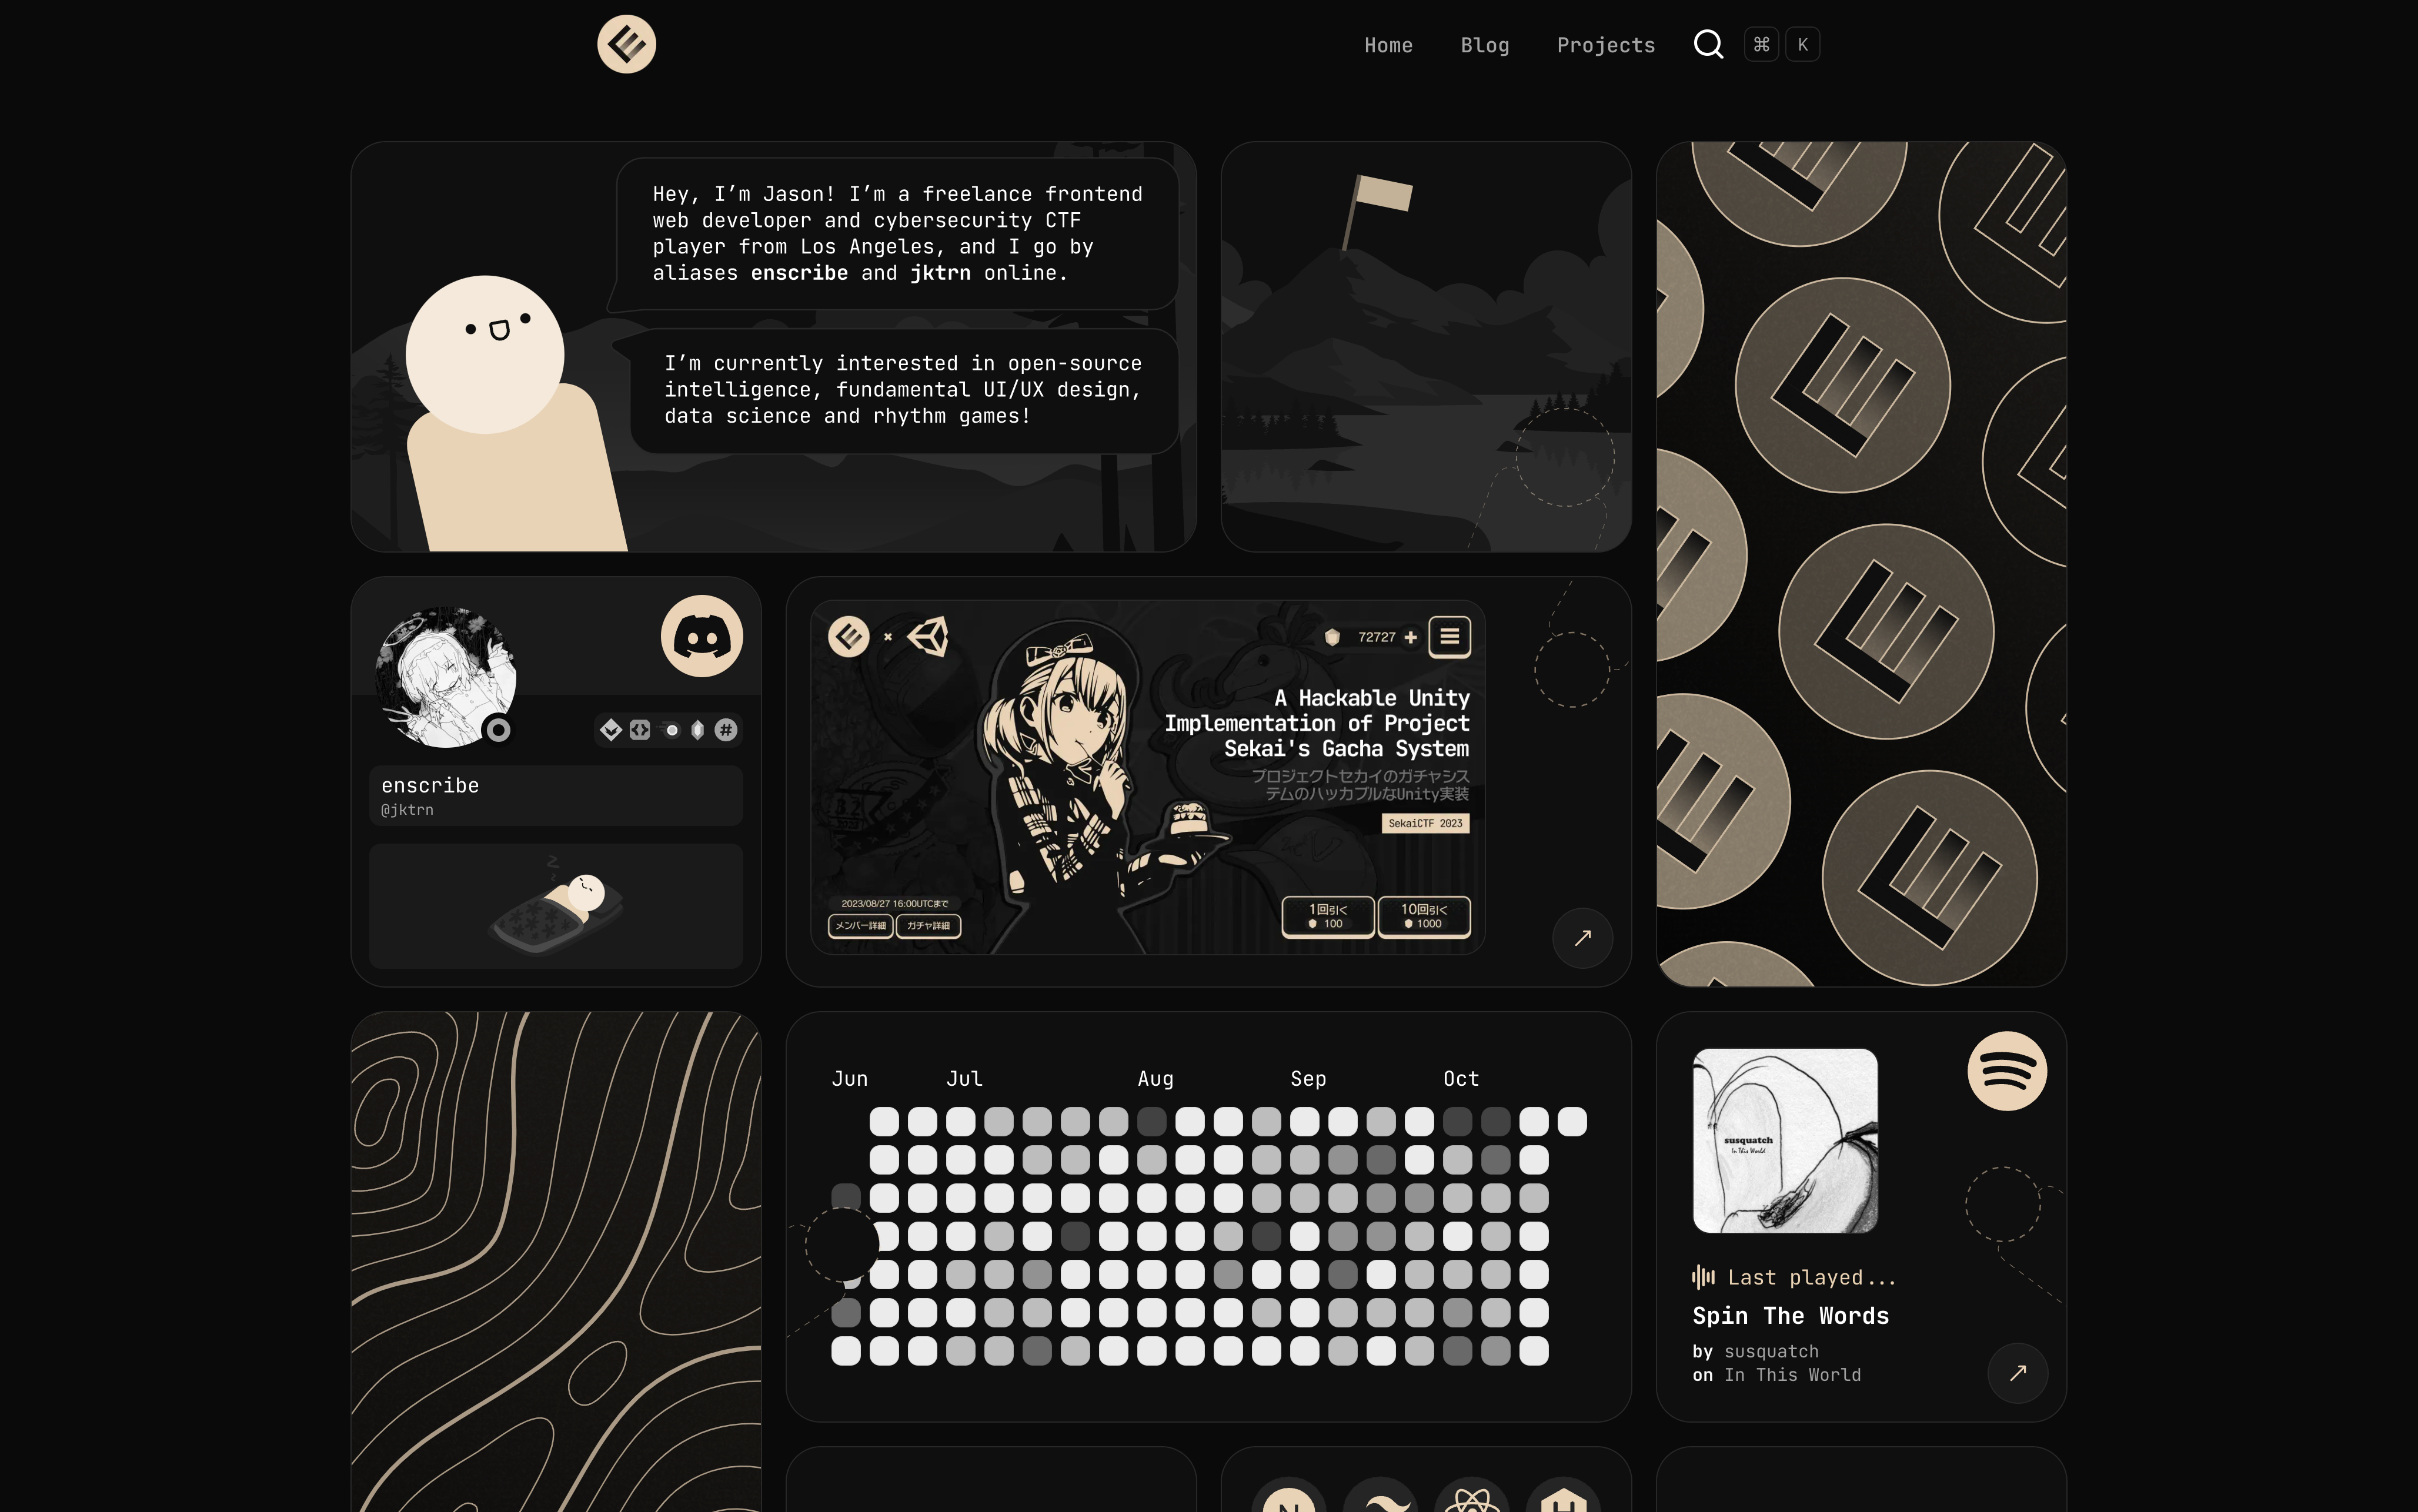 Home Blog Projects ⌘ K
Hey, I’m Jason! I’m a freelance frontend
web developer and cybersecurity CTF
player from Los Angeles, and I go by
aliases enscribe and jktrn online.
I’m currently interested in open-source
intelligence, fundamental UI/UX design,
data science and rhythm games!
enscribe
@jktrn
72727
A Hackable Unity
Implementation of Project
Sekai's Gacha System
プロジェクトセカイのガチャシス
テムのハッカブルなUnity実装
SekaiCTF 2023
2023/08/27 16:00UTCまで
メンバー詳細 ガチャ詳細
1回引く 10回引く
100 1000
Jun Jul Aug Sep Oct
susquatch
In This World
Last played...
Spin The Words
by susquatch
on In This World